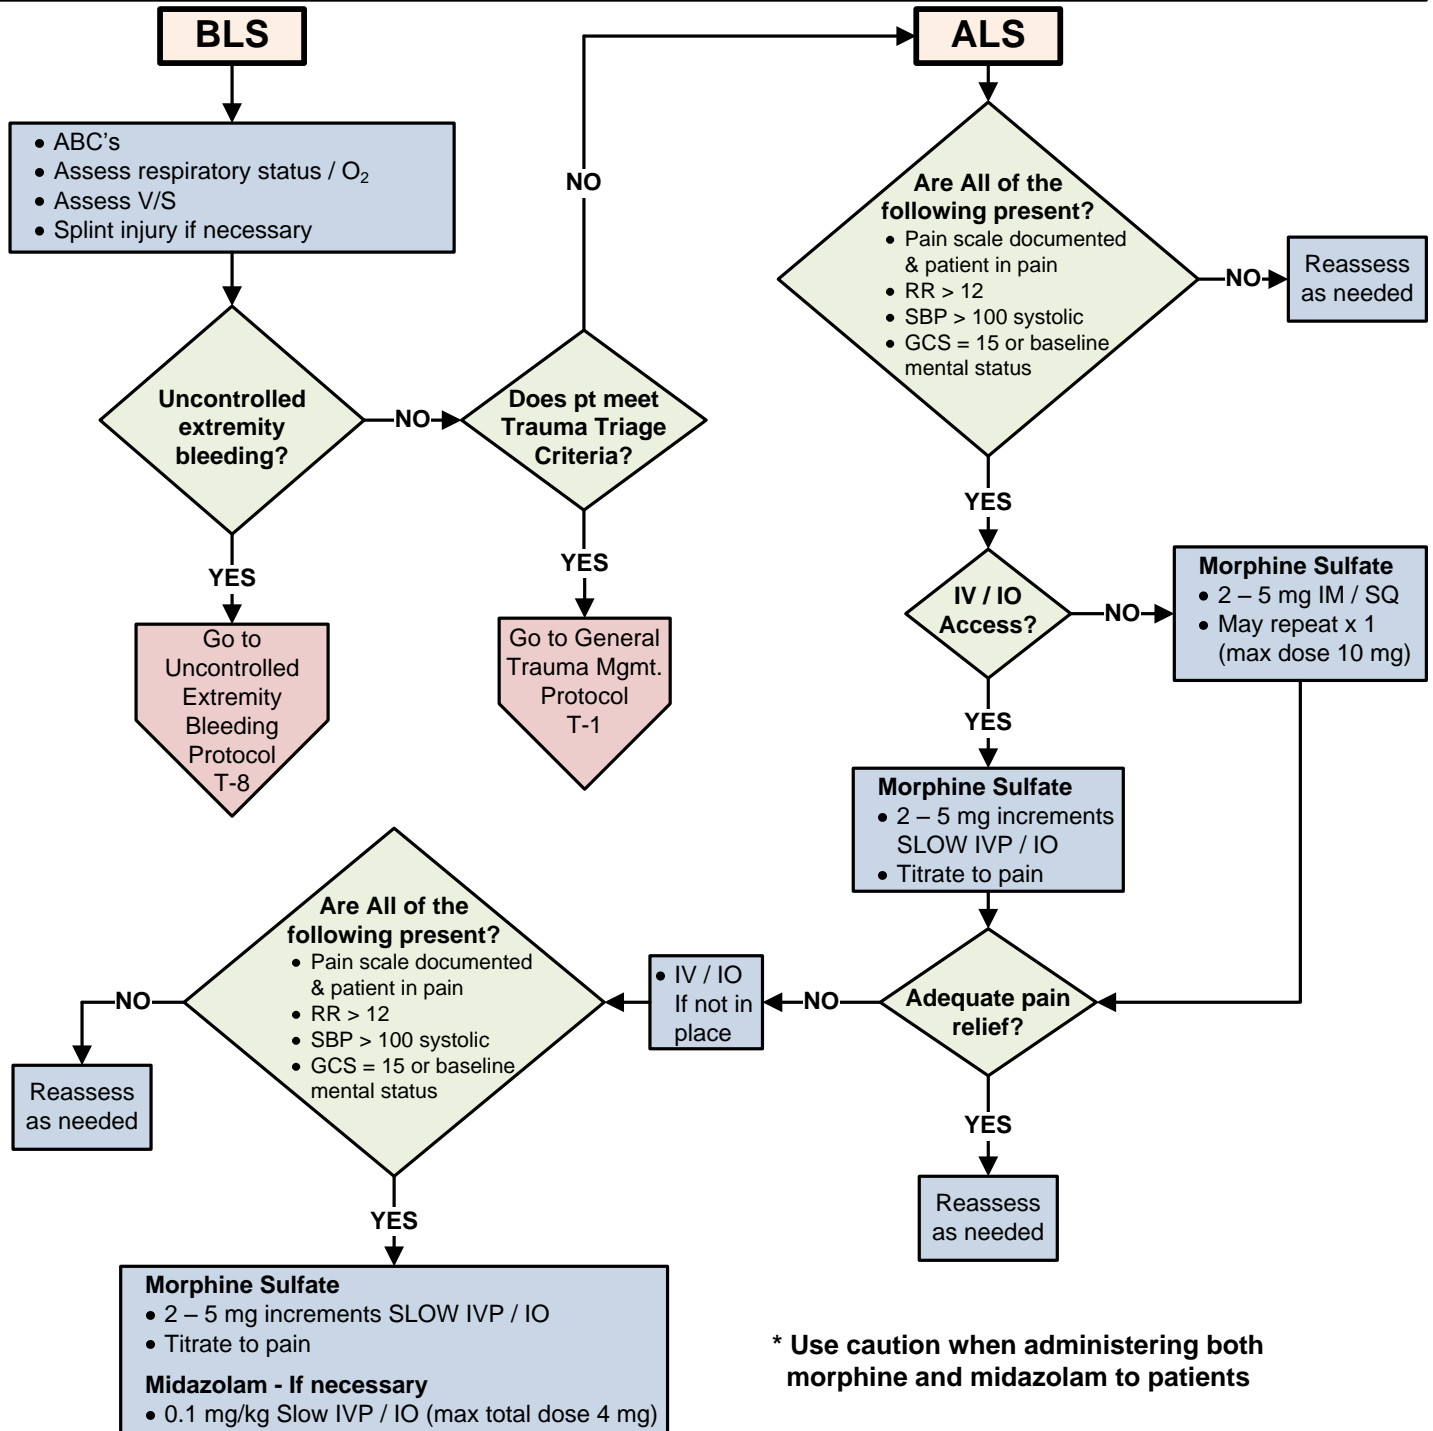 BLS
• ABC's
• Assess respiratory status / O₂
• Assess V/S
• Splint injury if necessary
Uncontrolled
extremity
bleeding?
NO
YES
Go to
Uncontrolled
Extremity
Bleeding
Protocol
T-8
Does pt meet
Trauma Triage
Criteria?
NO
YES
Go to General
Trauma Mgmt.
Protocol
T-1
ALS
Are All of the
following present?
• Pain scale documented
& patient in pain
• RR > 12
• SBP > 100 systolic
• GCS = 15 or baseline
mental status
NO
Reassess
as needed
YES
IV / IO
Access?
NO
Morphine Sulfate
• 2 – 5 mg IM / SQ
• May repeat x 1
(max dose 10 mg)
YES
Morphine Sulfate
• 2 – 5 mg increments
SLOW IVP / IO
• Titrate to pain
Adequate pain
relief?
YES
Reassess
as needed
NO
• IV / IO
If not in
place
Are All of the
following present?
• Pain scale documented
& patient in pain
• RR > 12
• SBP > 100 systolic
• GCS = 15 or baseline
mental status
NO
Reassess
as needed
YES
Morphine Sulfate
• 2 – 5 mg increments SLOW IVP / IO
• Titrate to pain
Midazolam - If necessary
• 0.1 mg/kg Slow IVP / IO (max total dose 4 mg)
* Use caution when administering both
morphine and midazolam to patients